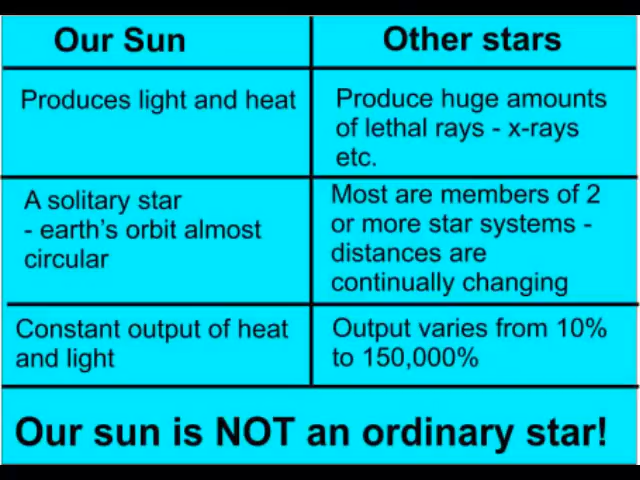 Our Sun
Other stars
Produces light and heat
Produce huge amounts
of lethal rays - x-rays
etc.
A solitary star
- earth's orbit almost
circular
Most are members of 2
or more star systems -
distances are
continually changing
Constant output of heat
and light
Output varies from 10%
to 150,000%
Our sun is NOT an ordinary star!